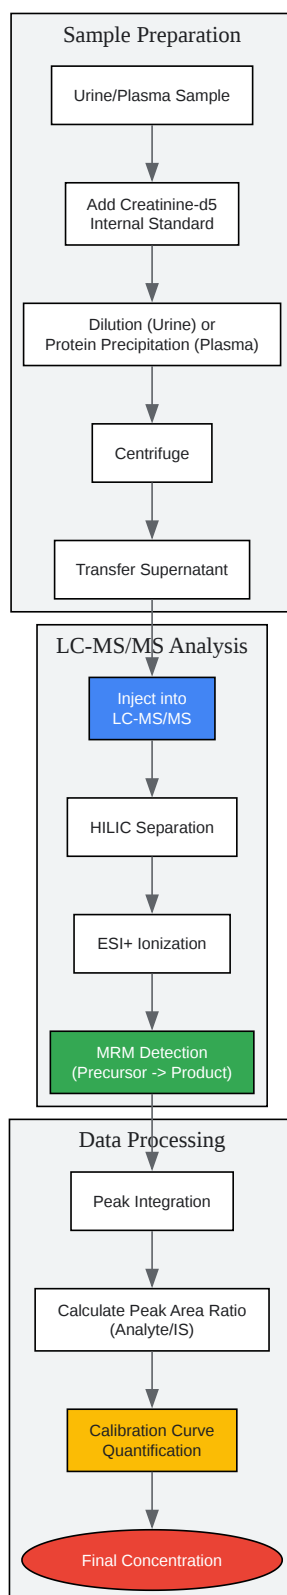 Sample Preparation
Urine/Plasma Sample
Add Creatinine-d5
Internal Standard
Dilution (Urine) or
Protein Precipitation (Plasma)
Centrifuge
Transfer Supernatant
LC-MS/MS Analysis
Inject into
LC-MS/MS
HILIC Separation
ESI+ Ionization
MRM Detection
(Precursor -> Product)
Data Processing
Peak Integration
Calculate Peak Area Ratio
(Analyte/IS)
Calibration Curve
Quantification
Final Concentration